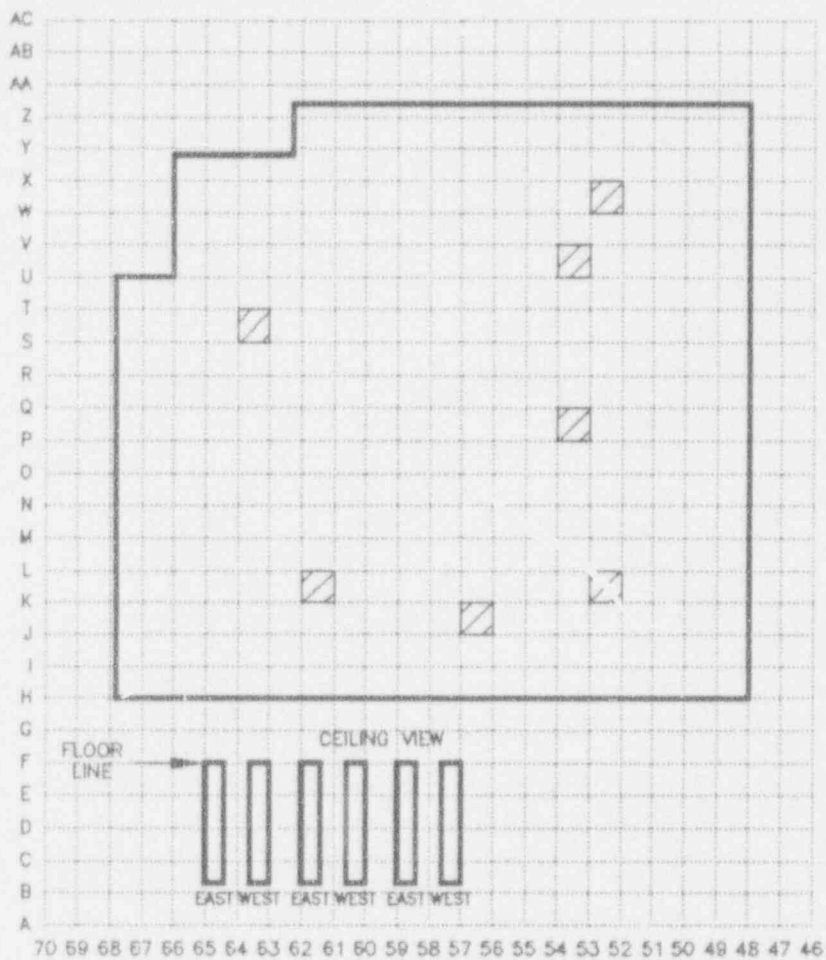 AC
AB
AA
Z
Y
X
W
V
U
T
S
R
Q
P
O
N
M
L
K
J
I
H
G
CEILING VIEW
FLOOR
LINE
F
E
D
C
B
EAST WEST EAST WEST EAST WEST
A
70 69 68 67 66 65 64 63 62 61 60 59 58 57 56 55 54 53 52 51 50 49 48 47 46